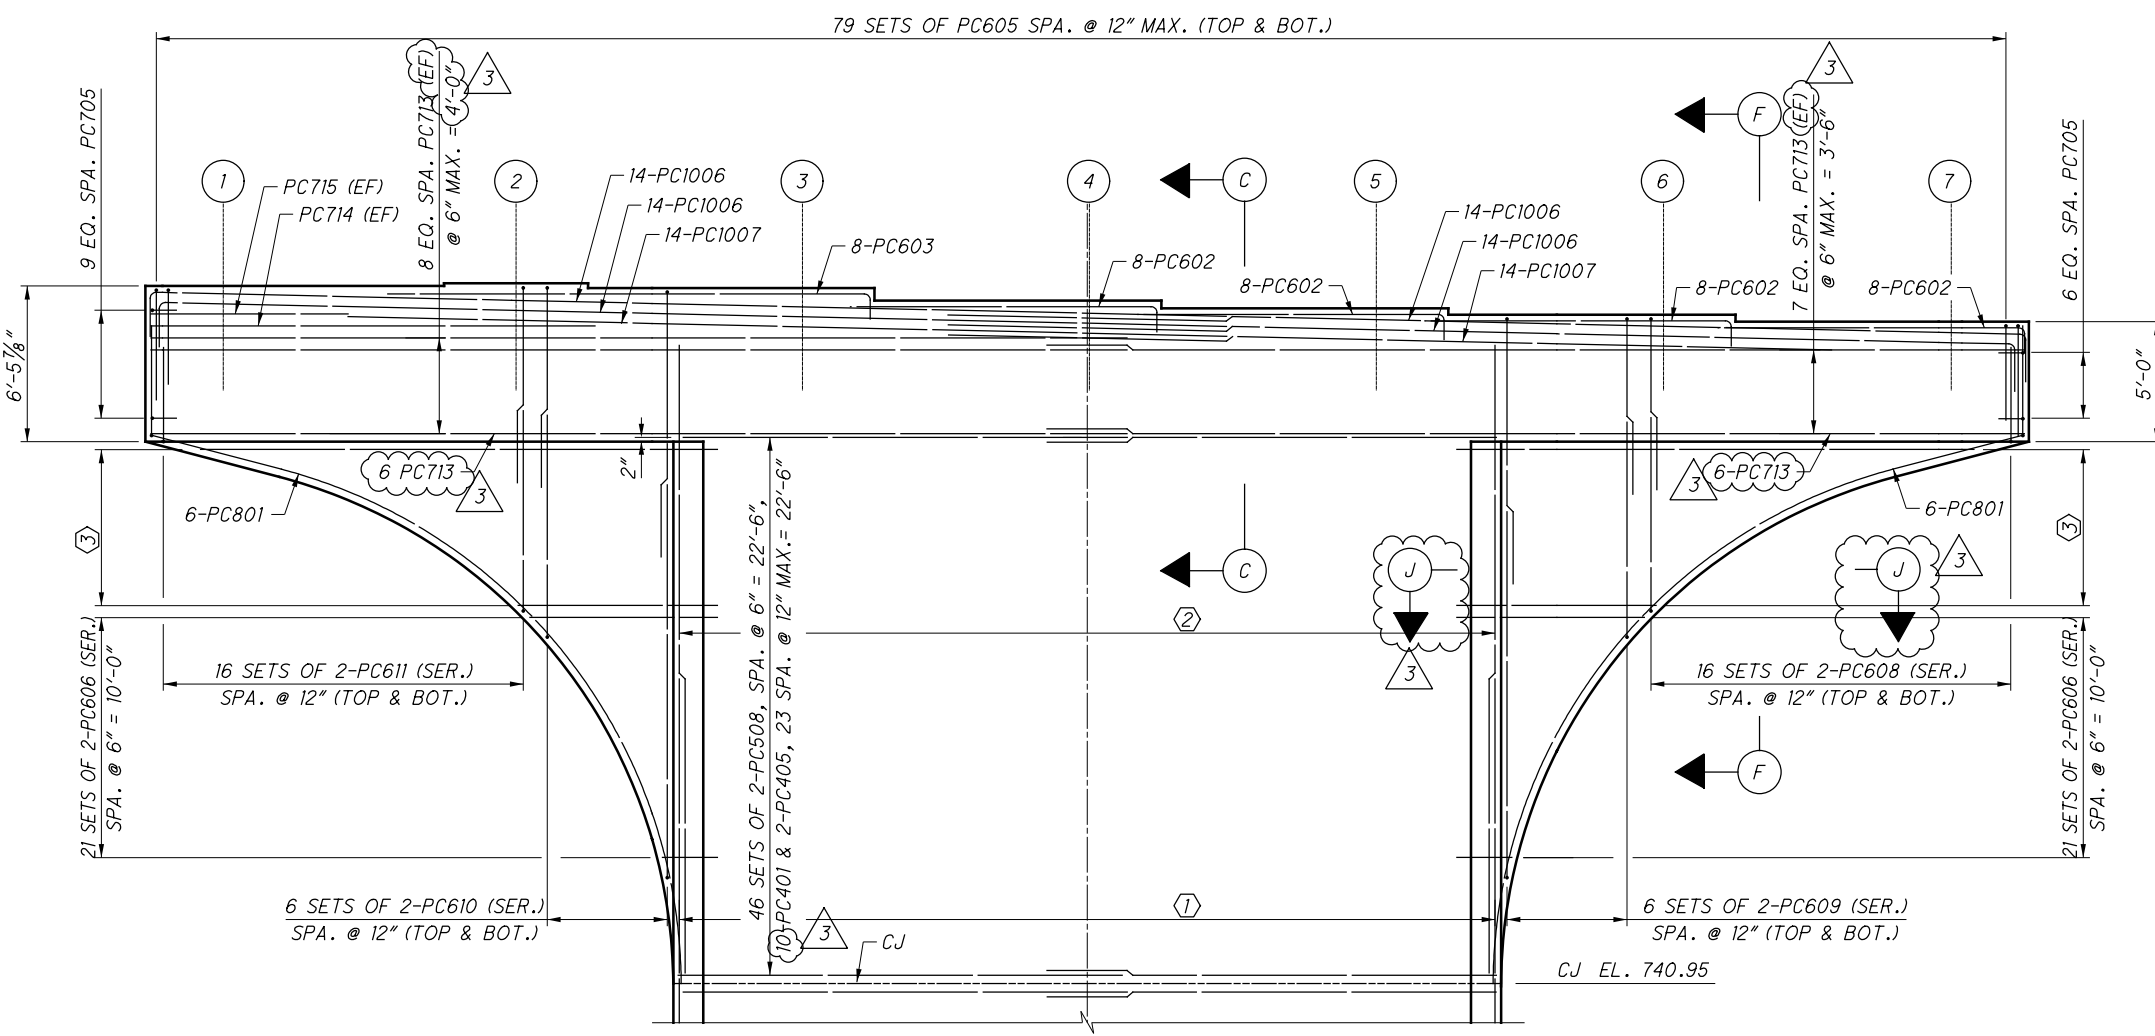 79 SETS OF PC605 SPA. @ 12" MAX. (TOP & BOT.)
9 EQ. SPA. PC705
8 EQ. SPA. PC713 (EF)
@ 6" MAX. = 4'-0"
3
3
F
7 EQ. SPA. PC713 (EF)
@ 6" MAX. = 3'-6"
6 EQ. SPA. PC705
1
2
3
4
C
5
6
7
PC715 (EF)
PC714 (EF)
14-PC1006
14-PC1006
14-PC1007
8-PC603
8-PC602
8-PC602
14-PC1006
14-PC1006
14-PC1007
8-PC602
8-PC602
6'-5⅞"
5'-0"
6 PC713
3
2"
3
6-PC713
6-PC801
6-PC801
3
3
46 SETS OF 2-PC508, SPA. @ 6" = 22'-6",
10-PC401 & 2-PC405, 23 SPA. @ 12" MAX.= 22'-6"
3
C
J
3
J
3
2
16 SETS OF 2-PC611 (SER.)
SPA. @ 12" (TOP & BOT.)
16 SETS OF 2-PC608 (SER.)
SPA. @ 12" (TOP & BOT.)
21 SETS OF 2-PC606 (SER.)
SPA. @ 6" = 10'-0"
21 SETS OF 2-PC606 (SER.)
SPA. @ 6" = 10'-0"
F
6 SETS OF 2-PC610 (SER.)
SPA. @ 12" (TOP & BOT.)
1
6 SETS OF 2-PC609 (SER.)
SPA. @ 12" (TOP & BOT.)
CJ
CJ EL. 740.95